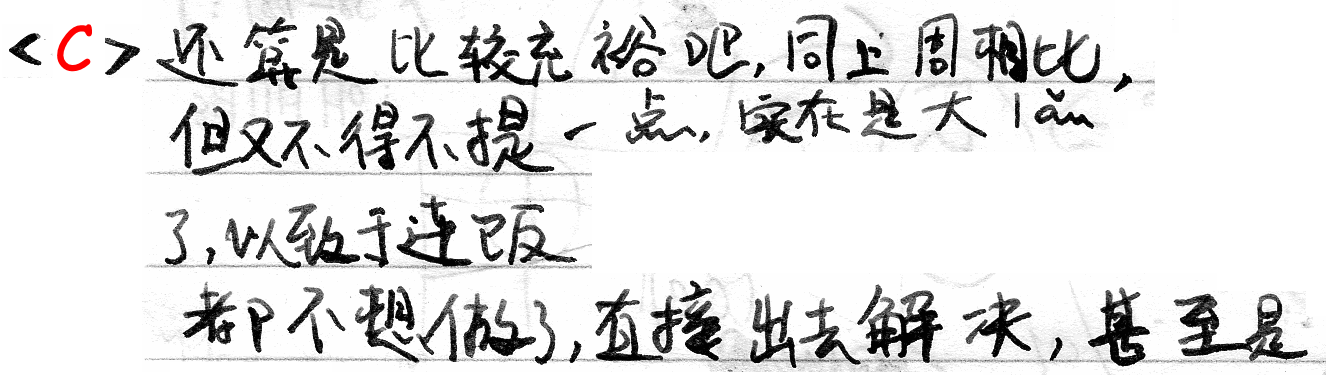 <C>还算是比较充裕吧,同上周相比,
但又不得不提一点,实在是大lǎn
了,以致于连饭
都不想做了,直接出去解决,甚至是